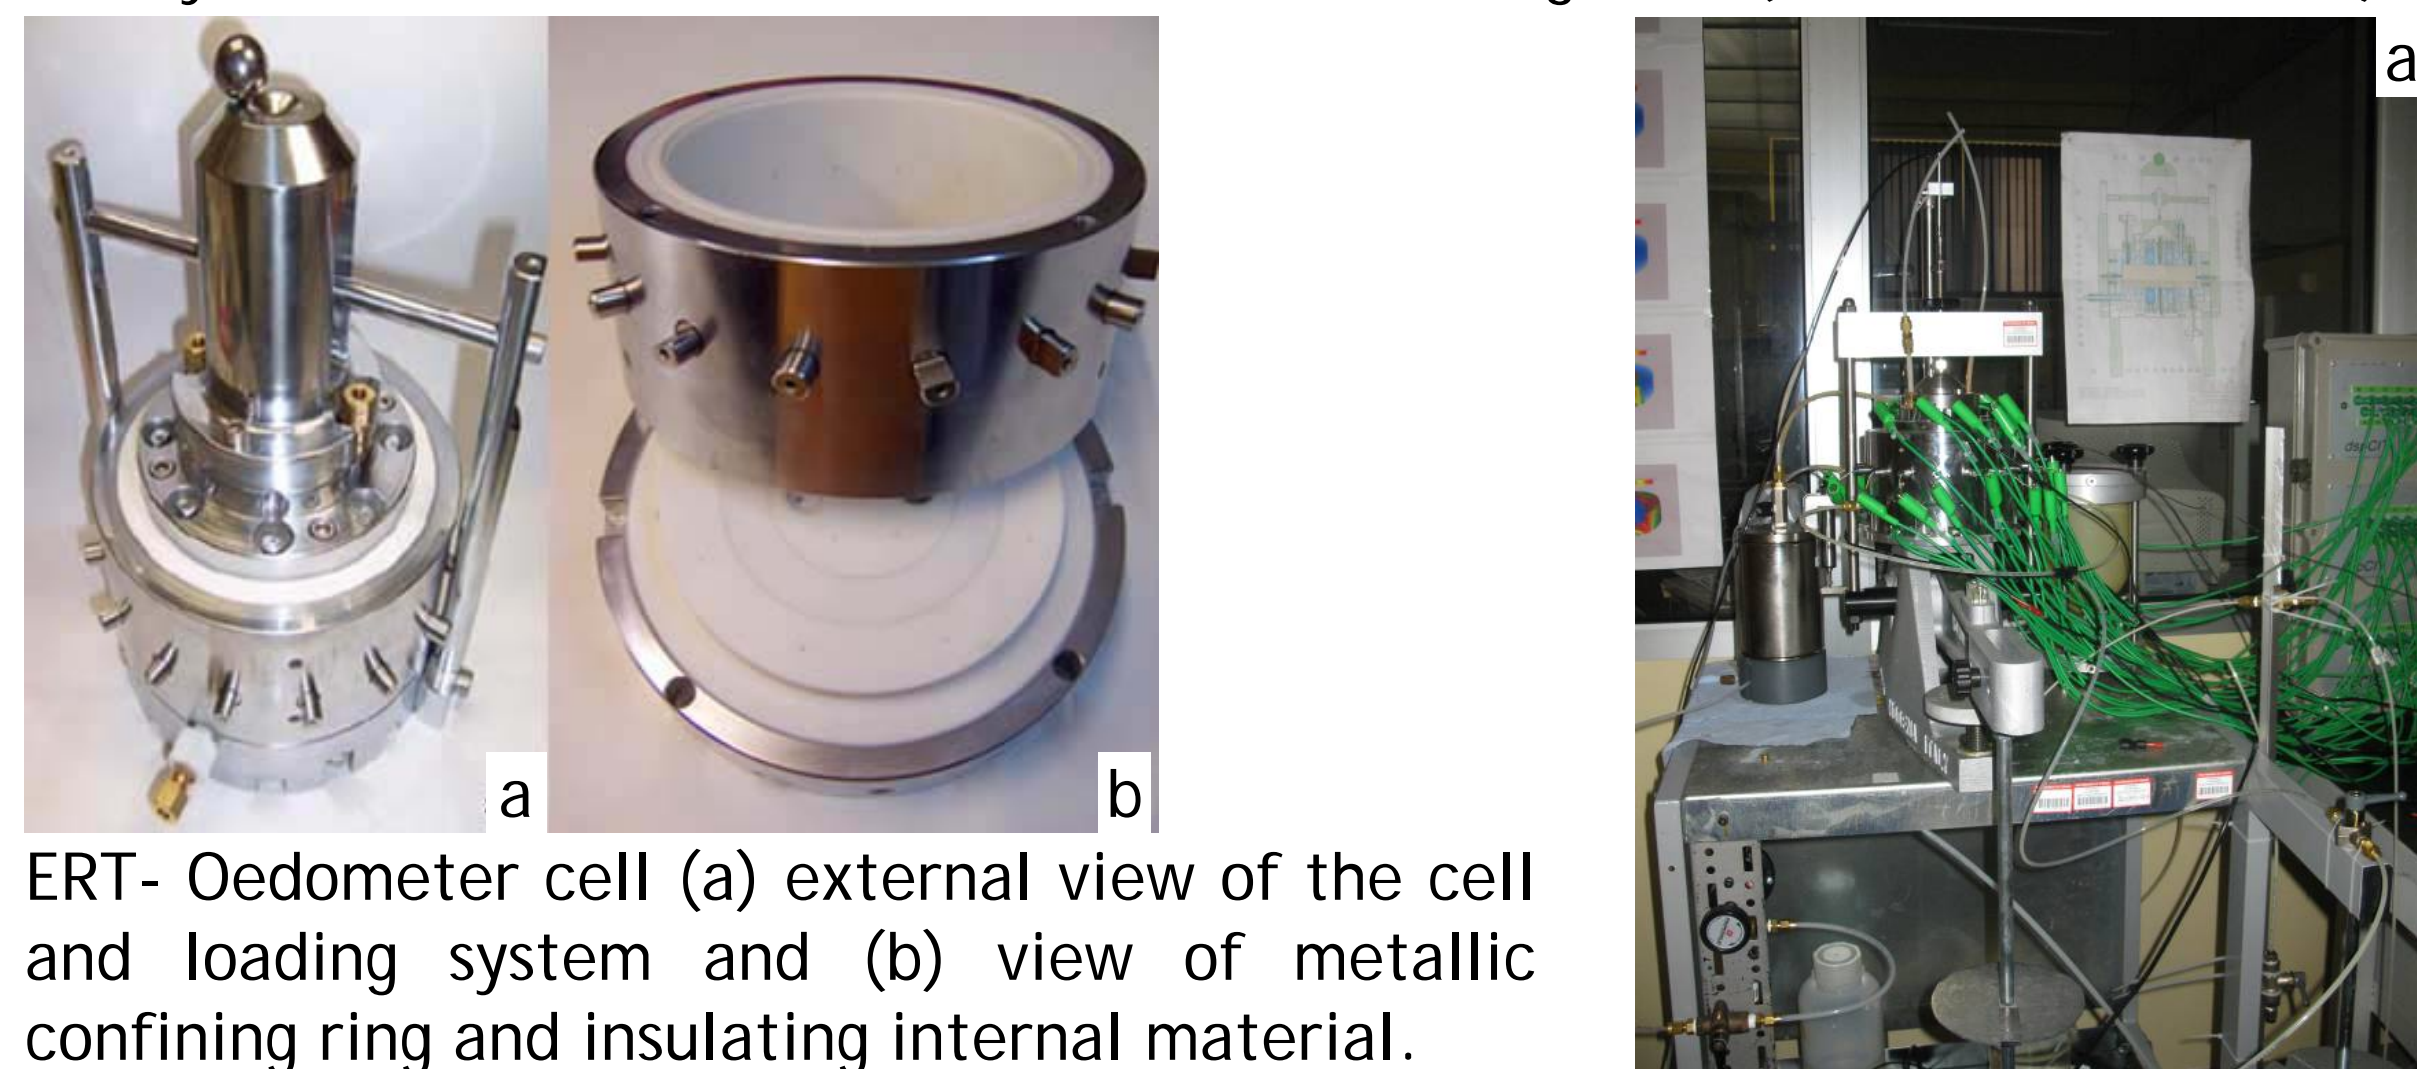 a
b
a
ERT- Oedometer cell (a) external view of the cell
and loading system and (b) view of metallic
confining ring and insulating internal material.